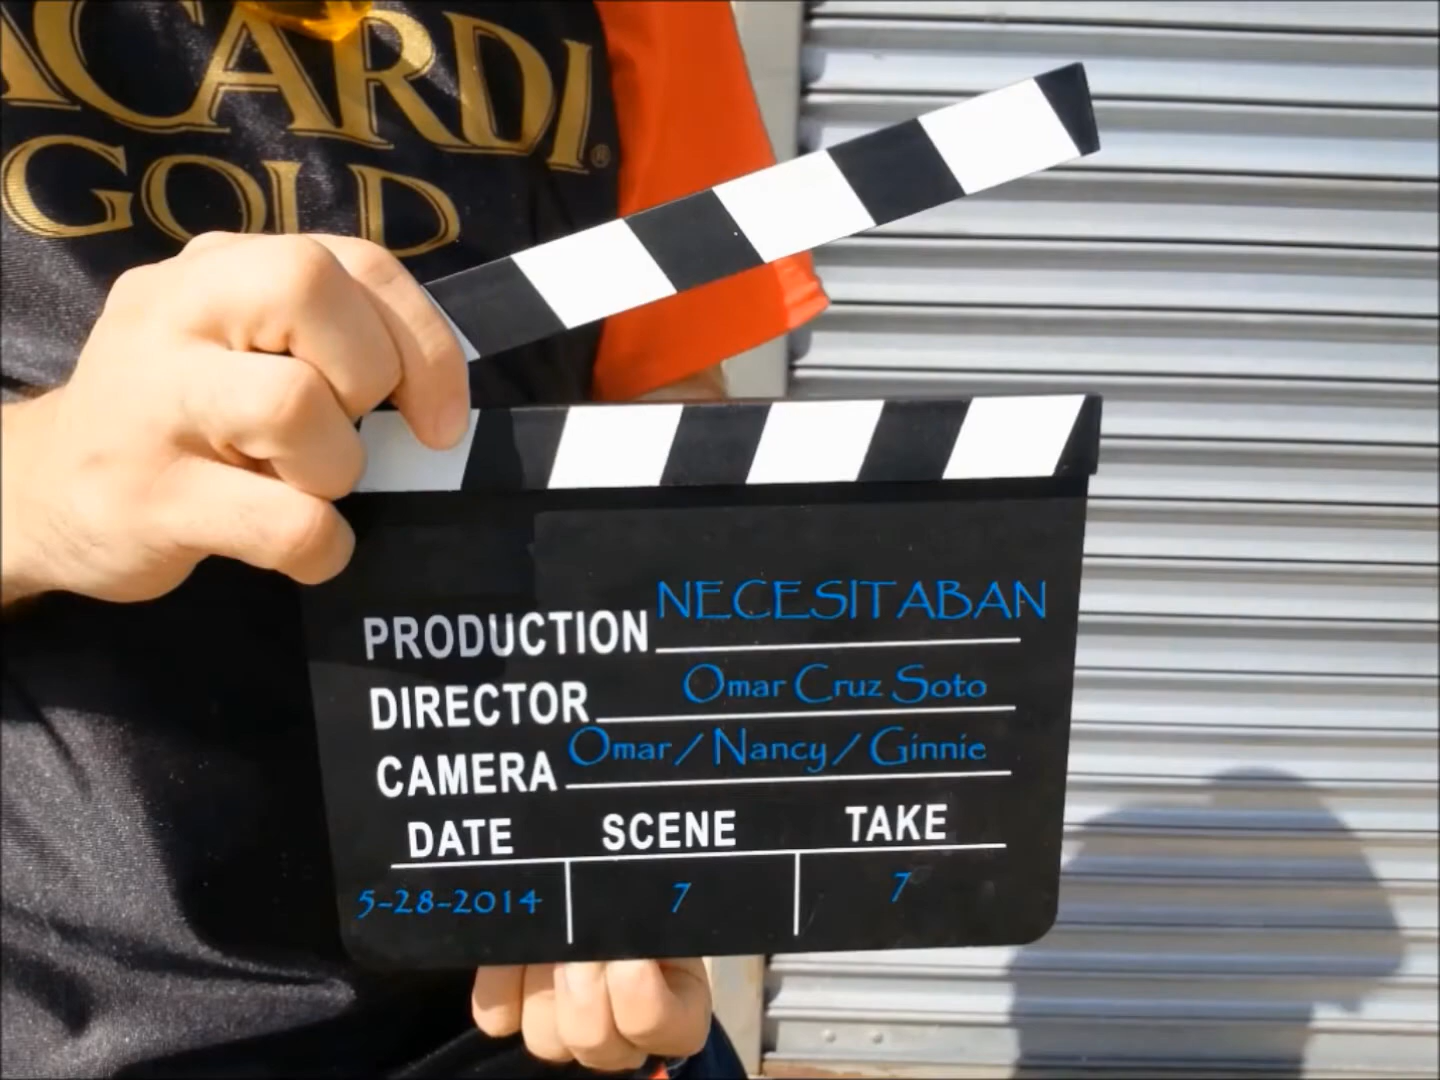 ACARDI®
GOLD
PRODUCTION NECESITABAN
DIRECTOR Omar Cruz Soto
CAMERA Omar/Nancy/Ginnie
DATE SCENE TAKE
5-28-2014 7 7